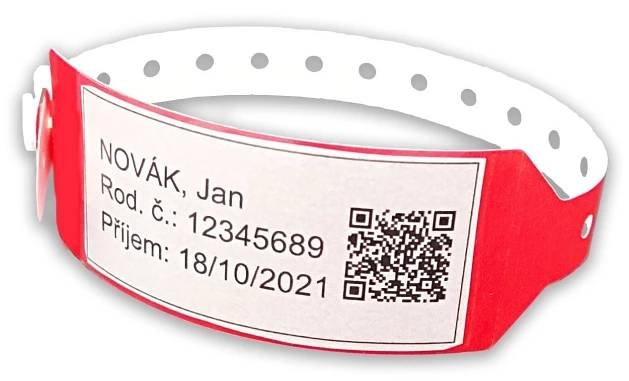 NOVÁK, Jan
Rod. č.: 12345689
Příjem: 18/10/2021